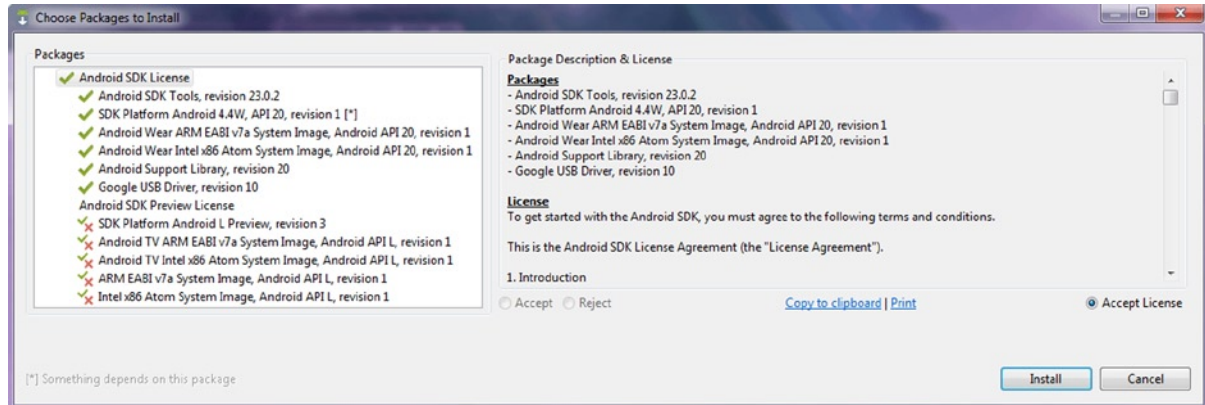 Choose Packages to Install
Packages
Android SDK License
Android SDK Tools, revision 23.0.2
SDK Platform Android 4.4W, API 20, revision 1 [*]
Android Wear ARM EABI v7a System Image, Android API 20, revision 1
Android Wear Intel x86 Atom System Image, Android API 20, revision 1
Android Support Library, revision 20
Google USB Driver, revision 10
Android SDK Preview License
SDK Platform Android L Preview, revision 3
Android TV ARM EABI v7a System Image, Android API L, revision 1
Android TV Intel x86 Atom System Image, Android API L, revision 1
ARM EABI v7a System Image, Android API L, revision 1
Intel x86 Atom System Image, Android API L, revision 1
Package Description & License
Packages
- Android SDK Tools, revision 23.0.2
- SDK Platform Android 4.4W, API 20, revision 1
- Android Wear ARM EABI v7a System Image, Android API 20, revision 1
- Android Wear Intel x86 Atom System Image, Android API 20, revision 1
- Android Support Library, revision 20
- Google USB Driver, revision 10
License
To get started with the Android SDK, you must agree to the following terms and conditions.
This is the Android SDK License Agreement (the "License Agreement").
1. Introduction
Accept Reject Copy to clipboard | Print Accept License
[*] Something depends on this package
Install Cancel